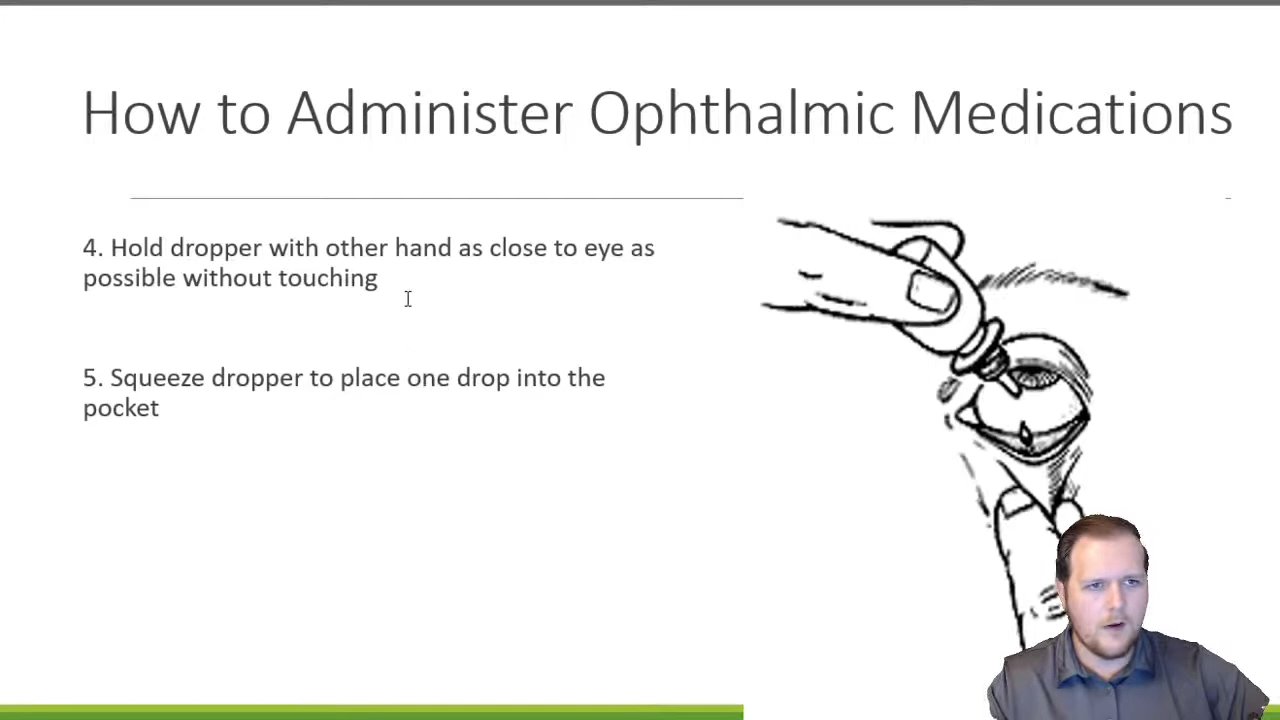 How to Administer Ophthalmic Medications
4. Hold dropper with other hand as close to eye as
possible without touching
5. Squeeze dropper to place one drop into the
pocket